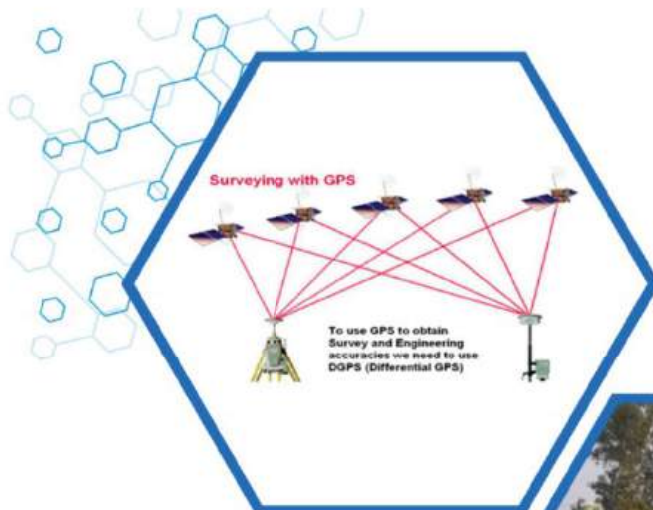 Surveying with GPS
To use GPS to obtain
Survey and Engineering
accuracies we need to use
DGPS (Differential GPS)